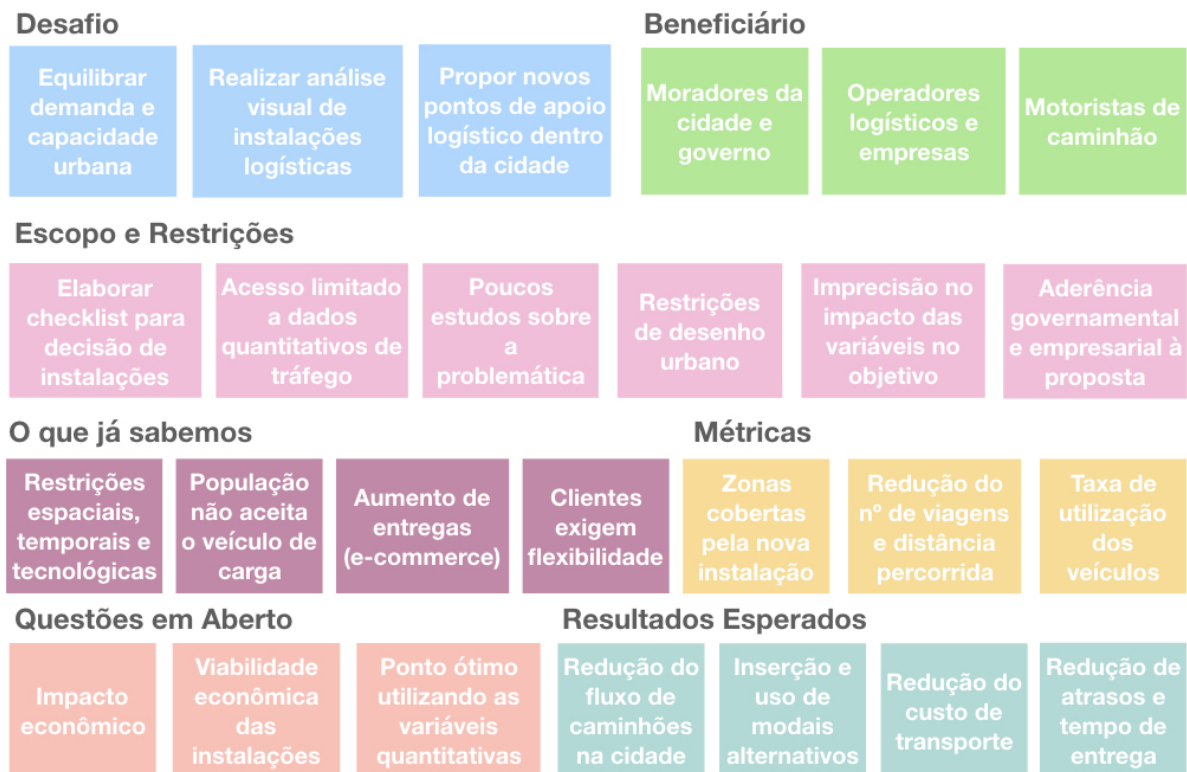 Desafio
Equilibrar
demanda e
capacidade
urbana
Realizar análise
visual de
instalações
logísticas
Propor novos
pontos de apoio
logístico dentro
da cidade
Beneficiário
Moradores da
cidade e
governo
Operadores
logísticos e
empresas
Motoristas de
caminhão
Escopo e Restrições
Elaborar
checklist para
decisão de
instalações
Acesso limitado
a dados
quantitativos de
tráfego
Poucos
estudos sobre
a
problemática
Restrições
de desenho
urbano
Imprecisão no
impacto das
variáveis no
objetivo
Aderência
governamental
e empresarial à
proposta
O que já sabemos
Restrições
espaciais,
temporais e
tecnológicas
População
não aceita
o veículo de
carga
Aumento de
entregas
(e-commerce)
Clientes
exigem
flexibilidade
Métricas
Zonas
cobertas
pela nova
instalação
Redução do
nº de viagens
e distância
percorrida
Taxa de
utilização
dos
veículos
Questões em Aberto
Impacto
econômico
Viabilidade
econômica
das
instalações
Ponto ótimo
utilizando as
variáveis
quantitativas
Resultados Esperados
Redução do
fluxo de
caminhões
na cidade
Inserção e
uso de
modais
alternativos
Redução do
custo de
transporte
Redução de
atrasos e
tempo de
entrega